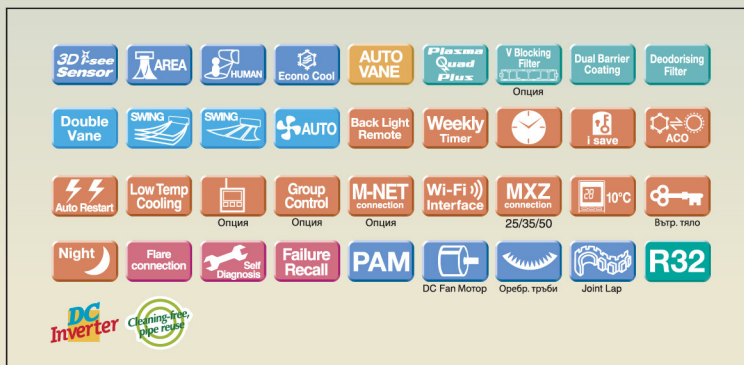 3D i-see
Sensor
AREA
HUMAN
Econo Cool
AUTO
VANE
Plasma
Quad
Plus
V Blocking
Filter
Опция
Dual Barrier
Coating
Deodorising
Filter
Double
Vane
SWING
SWING
AUTO
Back Light
Remote
Weekly
Timer
i save
ACO
Auto Restart
Low Temp
Cooling
Опция
Group
Control
Опция
M-NET
connection
Опция
Wi-Fi
Interface
MXZ
connection
25/35/50
28 10°C
Вътр. тяло
Night
Flare
connection
Self
Diagnosis
Failure
Recall
PAM
DC Fan Мотор
Оребр. тръби
Joint Lap
R32
DC
Inverter
Cleaning-free,
pipe reuse